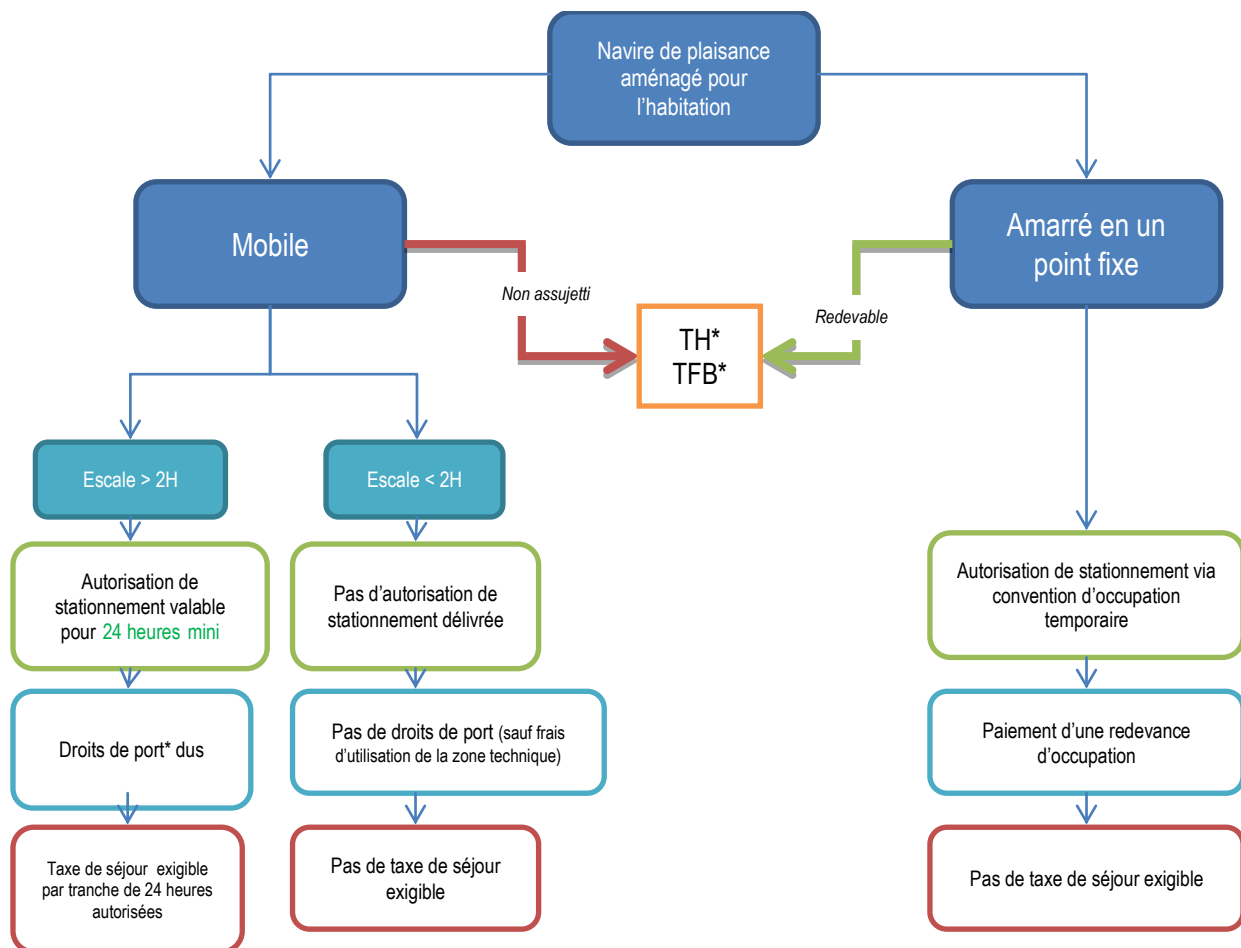 Navire de plaisance
aménagé pour
l'habitation
Mobile
Amarré en un
point fixe
Non assujetti
Redevable
TH*
TFB*
Escale > 2H
Escale < 2H
Autorisation de
stationnement valable
pour 24 heures mini
Pas d'autorisation de
stationnement délivrée
Autorisation de stationnement via
convention d'occupation
temporaire
Droits de port* dus
Pas de droits de port (sauf frais
d'utilisation de la zone technique)
Paiement d'une redevance
d'occupation
Taxe de séjour exigible
par tranche de 24 heures
autorisées
Pas de taxe de séjour
exigible
Pas de taxe de séjour exigible